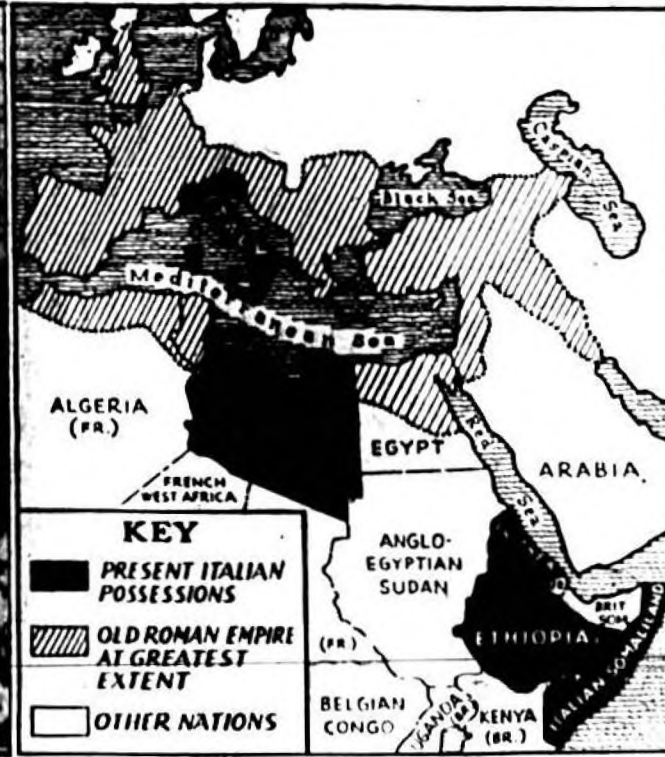 Caspian
Sea
Black Sea
Mediterranean Sea
ALGERIA
(FR.)
EGYPT
Red
Sea
ARABIA
FRENCH
WEST AFRICA
ANGLO-
EGYPTIAN
SUDAN
BRIT
SOM.
ETHIOPIA
ITALIAN SOMALILAND
(FR.)
BELGIAN
CONGO
UGANDA
(BR.)
KENYA
(BR.)
KEY
PRESENT ITALIAN
POSSESSIONS
OLD ROMAN EMPIRE
AT GREATEST
EXTENT
OTHER NATIONS